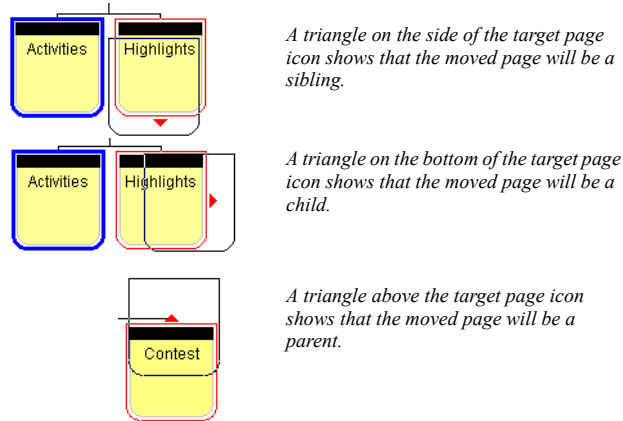 Activities
Highlights
A triangle on the side of the target page
icon shows that the moved page will be a
sibling.
Activities
Highlights
A triangle on the bottom of the target page
icon shows that the moved page will be a
child.
Contest
A triangle above the target page icon
shows that the moved page will be a
parent.